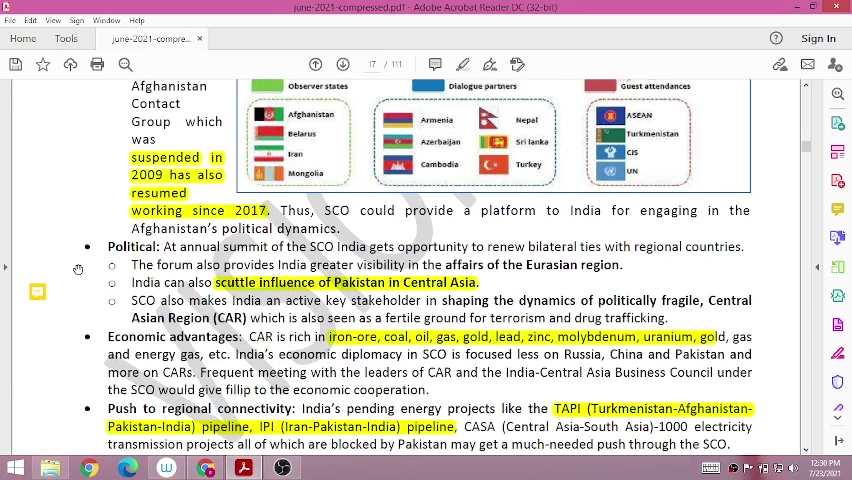 june-2021-compressed.pdf - Adobe Acrobat Reader DC (32-bit)
File Edit View Sign Window Help
Home Tools june-2021-compress... × Sign In
17 / 111
Afghanistan
Contact
Group which
was
suspended in
2009 has also
resumed
working since 2017. Thus, SCO could provide a platform to India for engaging in the
Afghanistan's political dynamics.
Observer states
Afghanistan
Belarus
Iran
Mongolia
Dialogue partners
Armenia Nepal
Azerbaijan Sri lanka
Cambodia Turkey
Guest attendances
ASEAN
Turkmenistan
CIS
UN
• Political: At annual summit of the SCO India gets opportunity to renew bilateral ties with regional countries.
o The forum also provides India greater visibility in the affairs of the Eurasian region.
o India can also scuttle influence of Pakistan in Central Asia.
o SCO also makes India an active key stakeholder in shaping the dynamics of politically fragile, Central
Asian Region (CAR) which is also seen as a fertile ground for terrorism and drug trafficking.
• Economic advantages: CAR is rich in iron-ore, coal, oil, gas, gold, lead, zinc, molybdenum, uranium, gold, gas
and energy gas, etc. India's economic diplomacy in SCO is focused less on Russia, China and Pakistan and
more on CARs. Frequent meeting with the leaders of CAR and the India-Central Asia Business Council under
the SCO would give fillip to the economic cooperation.
• Push to regional connectivity: India's pending energy projects like the TAPI (Turkmenistan-Afghanistan-
Pakistan-India) pipeline, IPI (Iran-Pakistan-India) pipeline, CASA (Central Asia-South Asia)-1000 electricity
transmission projects all of which are blocked by Pakistan may get a much-needed push through the SCO.
12:30 PM
7/23/2021